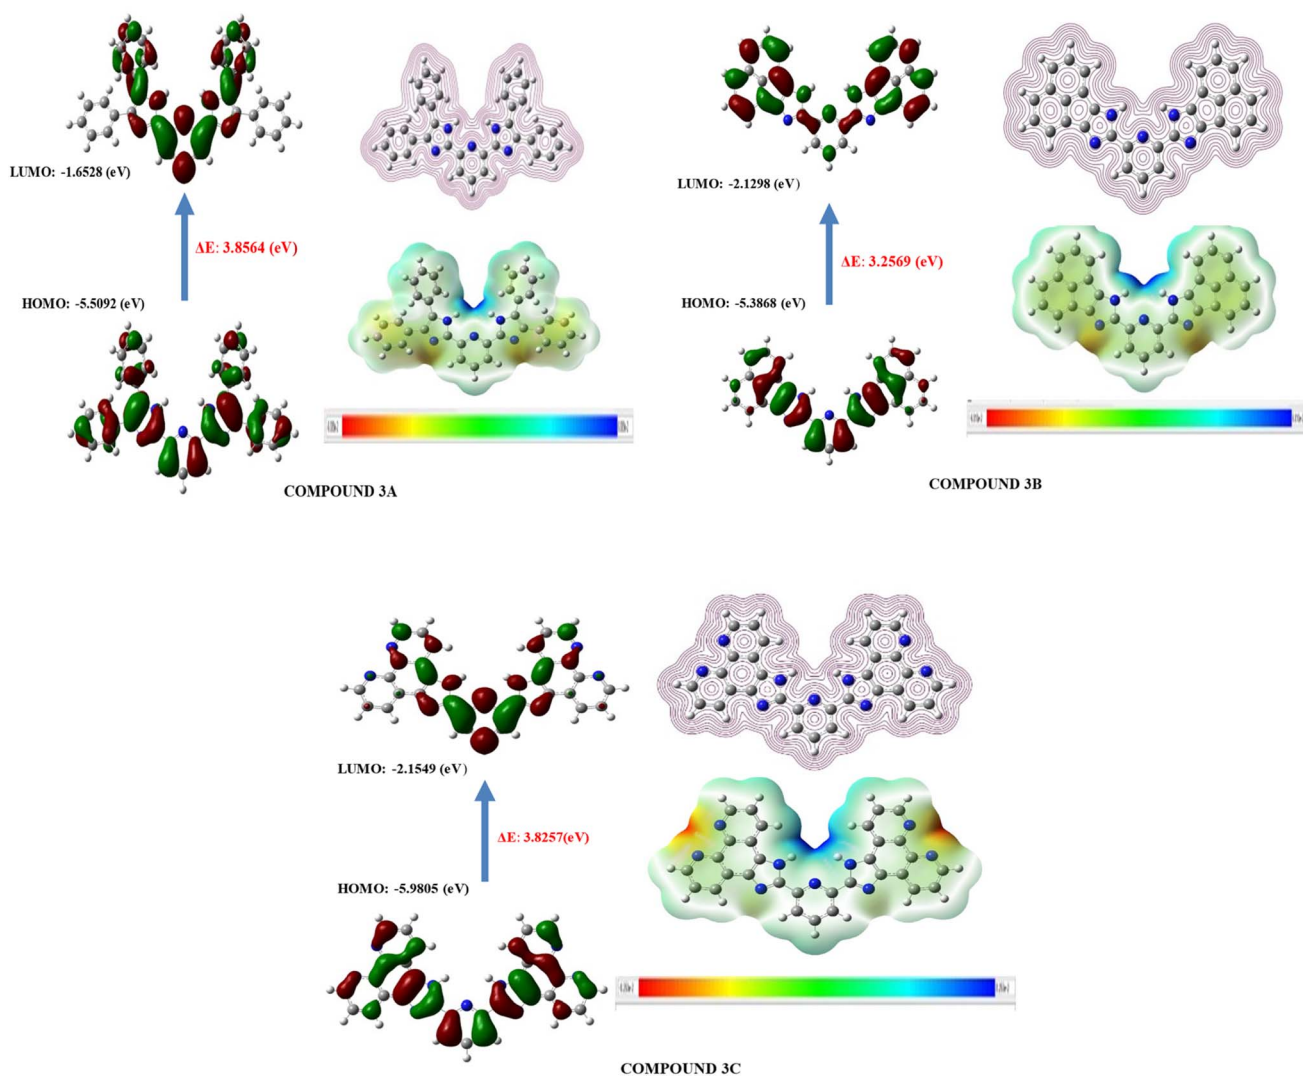 LUMO: -1.6528 (eV)
ΔE: 3.8564 (eV)
HOMO: -5.5092 (eV)
COMPOUND 3A
LUMO: -2.1298 (eV)
ΔE: 3.2569 (eV)
HOMO: -5.3868 (eV)
COMPOUND 3B
LUMO: -2.1549 (eV)
ΔE: 3.8257(eV)
HOMO: -5.9805 (eV)
COMPOUND 3C